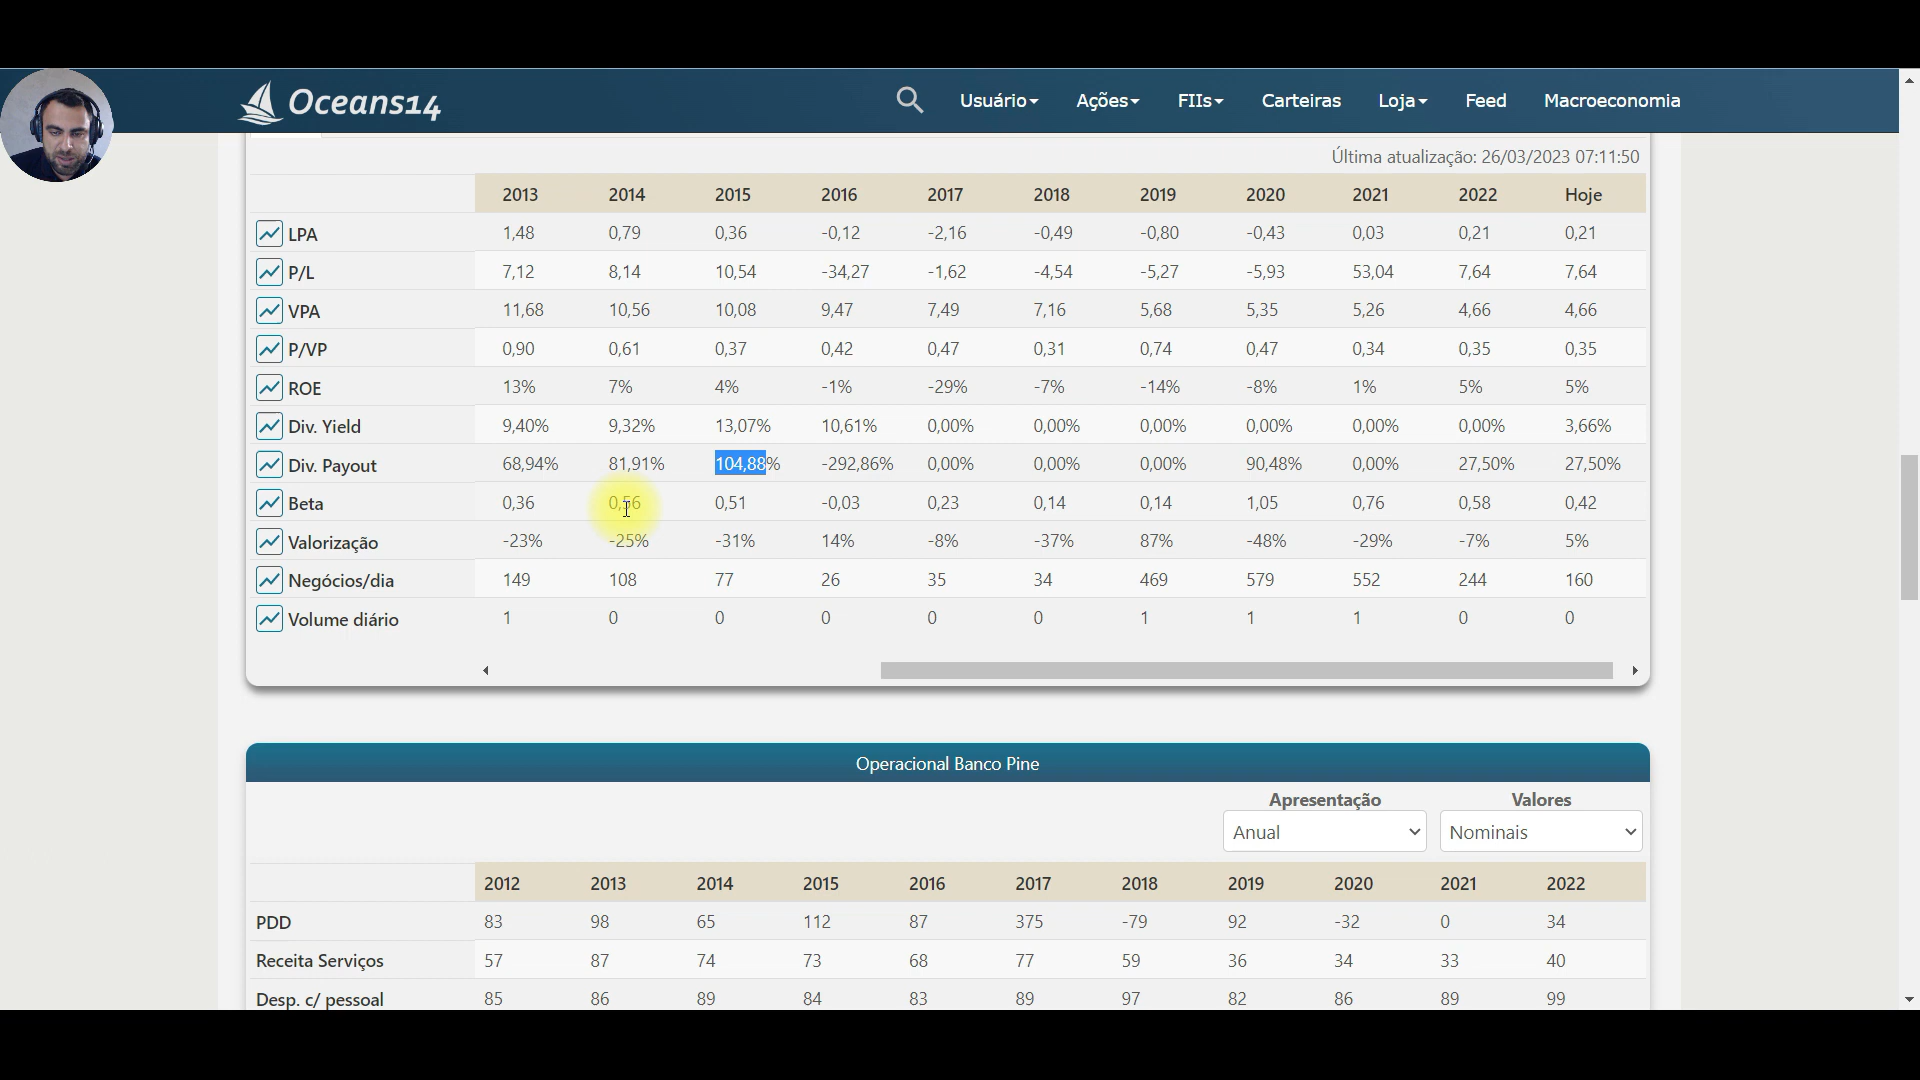 Oceans14 Usuário Ações FIIs Carteiras Loja Feed Macroeconomia
Última atualização: 26/03/2023 07:11:50
2013 2014 2015 2016 2017 2018 2019 2020 2021 2022 Hoje
LPA 1,48 0,79 0,36 -0,12 -2,16 -0,49 -0,80 -0,43 0,03 0,21 0,21
P/L 7,12 8,14 10,54 -34,27 -1,62 -4,54 -5,27 -5,93 53,04 7,64 7,64
VPA 11,68 10,56 10,08 9,47 7,49 7,16 5,68 5,35 5,26 4,66 4,66
P/VP 0,90 0,61 0,37 0,42 0,47 0,31 0,74 0,47 0,34 0,35 0,35
ROE 13% 7% 4% -1% -29% -7% -14% -8% 1% 5% 5%
Div. Yield 9,40% 9,32% 13,07% 10,61% 0,00% 0,00% 0,00% 0,00% 0,00% 0,00% 3,66%
Div. Payout 68,94% 81,91% 104,88% -292,86% 0,00% 0,00% 0,00% 90,48% 0,00% 27,50% 27,50%
Beta 0,36 0,56 0,51 -0,03 0,23 0,14 0,14 1,05 0,76 0,58 0,42
Valorização -23% -25% -31% 14% -8% -37% 87% -48% -29% -7% 5%
Negócios/dia 149 108 77 26 35 34 469 579 552 244 160
Volume diário 1 0 0 0 0 0 1 1 1 0 0
Operacional Banco Pine
Apresentação Valores
Anual Nominais
2012 2013 2014 2015 2016 2017 2018 2019 2020 2021 2022
PDD 83 98 65 112 87 375 -79 92 -32 0 34
Receita Serviços 57 87 74 73 68 77 59 36 34 33 40
Desp. c/ pessoal 85 86 89 84 83 89 97 82 86 89 99